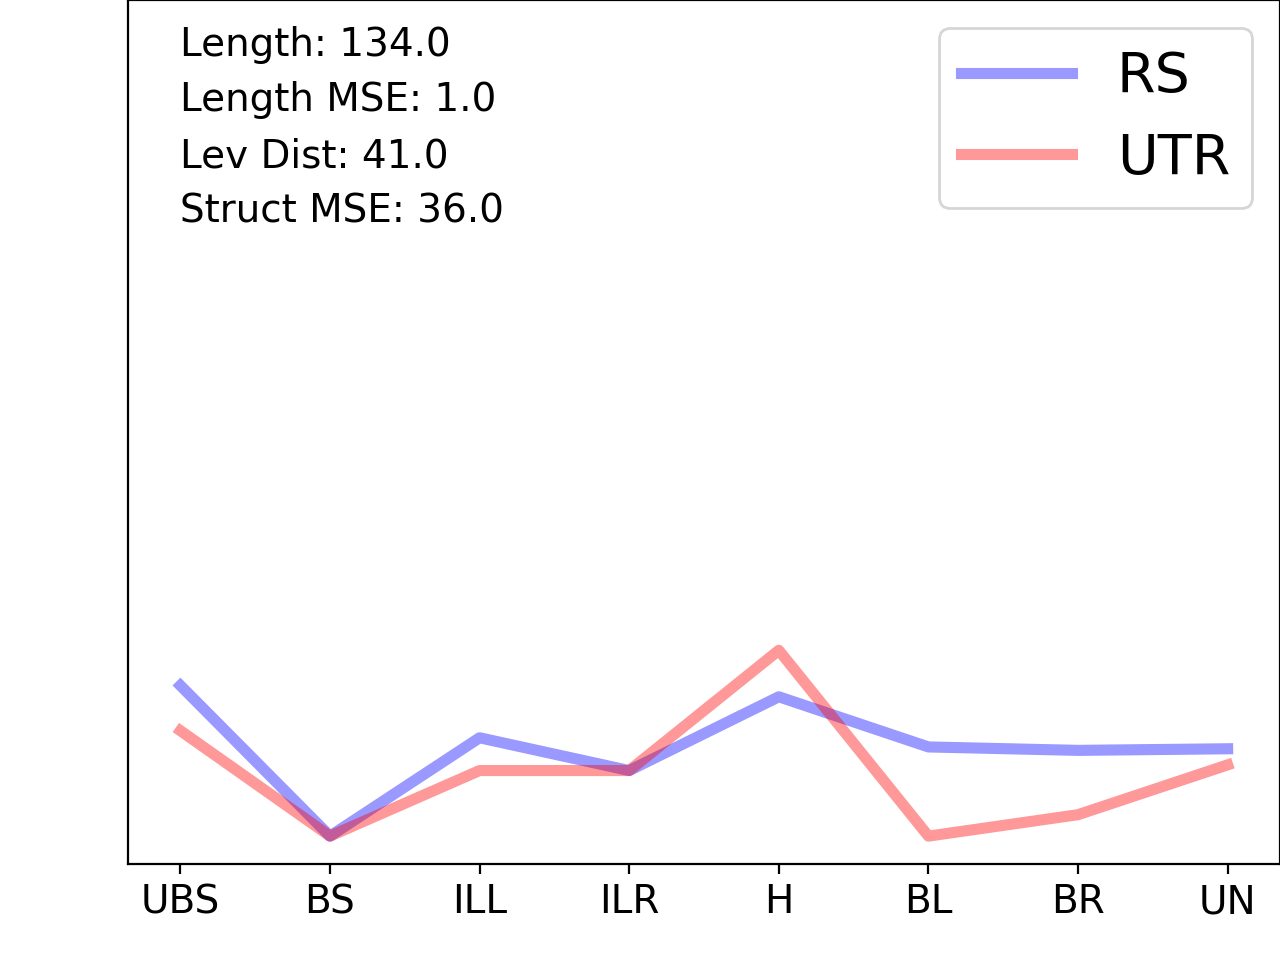 Length: 134.0
Length MSE: 1.0
Lev Dist: 41.0
Struct MSE: 36.0
RS
UTR
UBS BS ILL ILR H BL BR UN